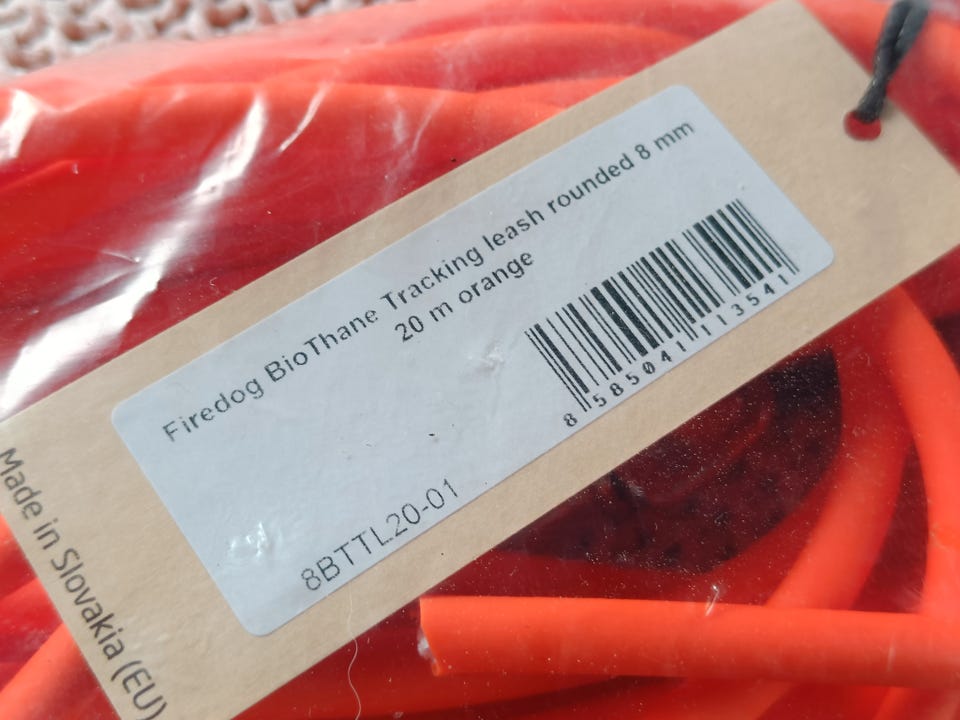 Firedog BioThane Tracking leash rounded 8 mm
20 m orange
8 585041 113541
8BTTL20-01
Made in Slovakia (EU)